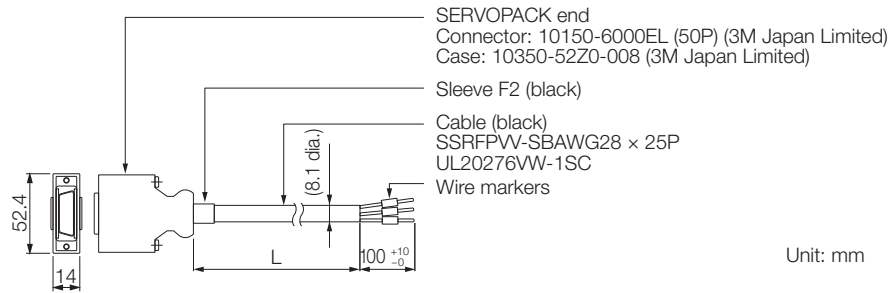 SERVOPACK end
Connector: 10150-6000EL (50P) (3M Japan Limited)
Case: 10350-52Z0-008 (3M Japan Limited)
Sleeve F2 (black)
Cable (black)
SSRFPVV-SBAWG28 × 25P
UL20276VW-1SC
Wire markers
(8.1 dia.)
52.4
14
L
100 +10 −0
Unit: mm